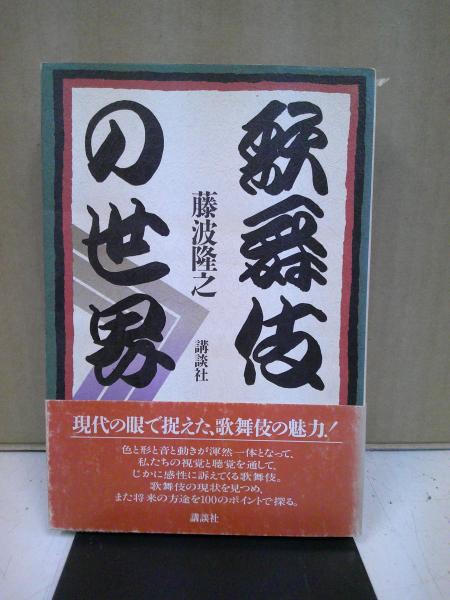 歌舞伎
の世界
藤波隆之
講談社
現代の眼で捉えた、歌舞伎の魅力!
色と形と音と動きが渾然一体となって、
私たちの視覚と聴覚を通して、
じかに感性に訴えてくる歌舞伎。
歌舞伎の現状を見つめ、
また将来の方途を100のポイントで探る。
講談社